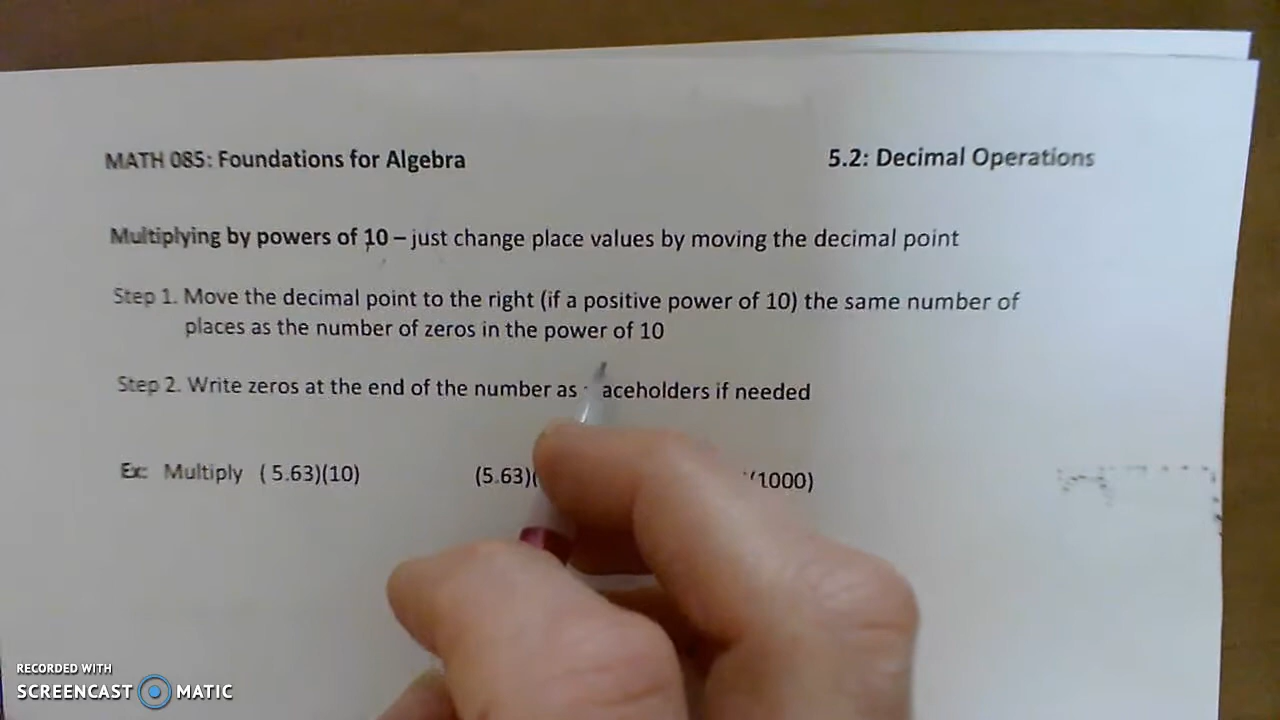 MATH 085: Foundations for Algebra
5.2: Decimal Operations
Multiplying by powers of 10 – just change place values by moving the decimal point
Step 1. Move the decimal point to the right (if a positive power of 10) the same number of
places as the number of zeros in the power of 10
Step 2. Write zeros at the end of the number as aceholders if needed
Ex: Multiply ( 5.63)(10) (5.63)( (1000)
RECORDED WITH
SCREENCAST MATIC